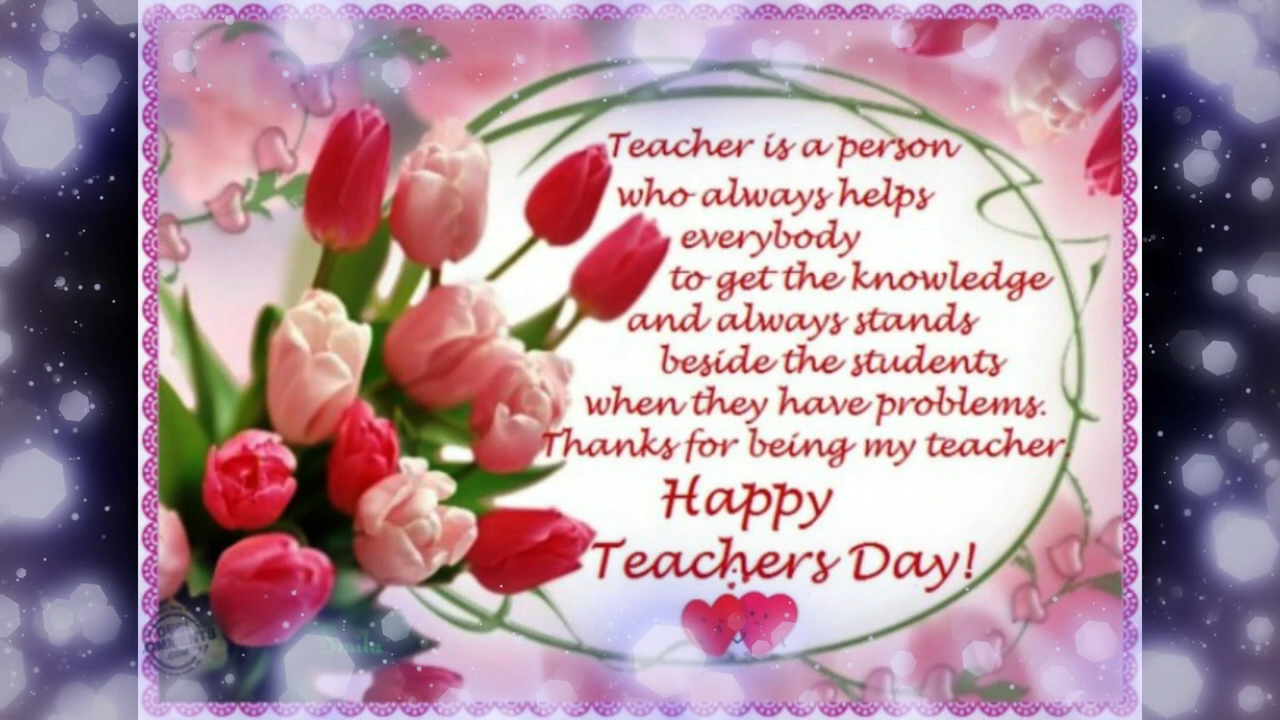 Teacher is a person
who always helps
everybody
to get the knowledge
and always stands
beside the students
when they have problems.
Thanks for being my teacher.
Happy
Teachers Day!